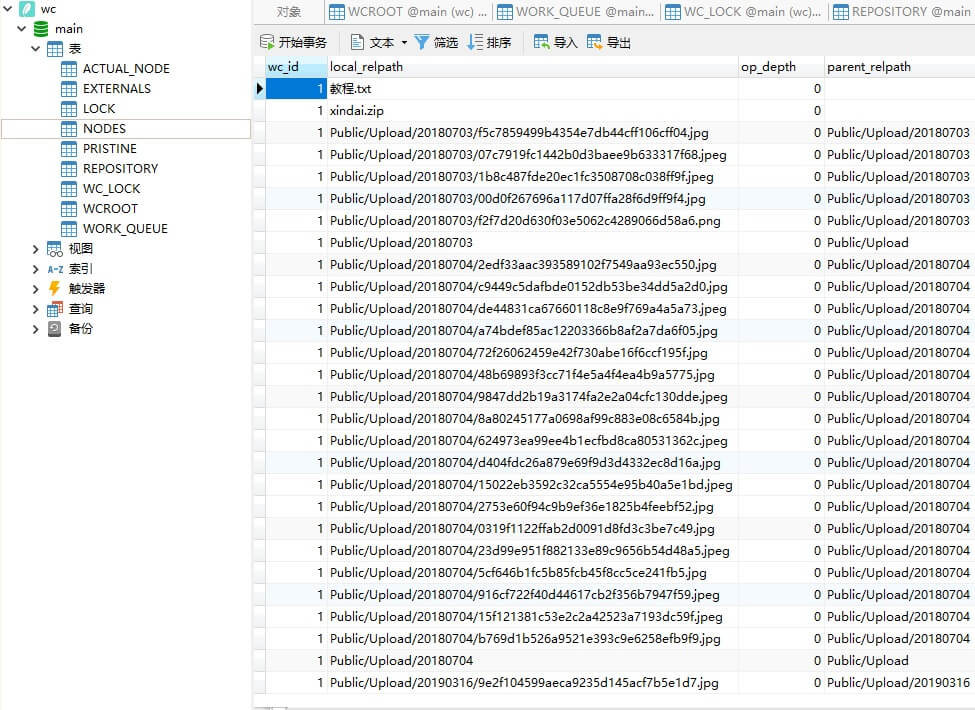 wc
main
表
ACTUAL_NODE
EXTERNALS
LOCK
NODES
PRISTINE
REPOSITORY
WC_LOCK
WCROOT
WORK_QUEUE
视图
A-Z 索引
触发器
查询
备份
对象 WCROOT @main (wc) ... WORK_QUEUE @main... WC_LOCK @main (wc)... REPOSITORY @main
开始事务 文本 筛选 排序 导入 导出
wc_id local_relpath op_depth parent_relpath
1 教程.txt 0
1 xindai.zip 0
1 Public/Upload/20180703/f5c7859499b4354e7db44cff106cff04.jpg 0 Public/Upload/20180703
1 Public/Upload/20180703/07c7919fc1442b0d3baee9b633317f68.jpeg 0 Public/Upload/20180703
1 Public/Upload/20180703/1b8c487fde20ec1fc3508708c038ff9f.jpeg 0 Public/Upload/20180703
1 Public/Upload/20180703/00d0f267696a117d07ffa28f6d9ff9f4.jpg 0 Public/Upload/20180703
1 Public/Upload/20180703/f2f7d20d630f03e5062c4289066d58a6.png 0 Public/Upload/20180703
1 Public/Upload/20180703 0 Public/Upload
1 Public/Upload/20180704/2edf33aac393589102f7549aa93ec550.jpg 0 Public/Upload/20180704
1 Public/Upload/20180704/c9449c5dafbde0152db53be34dd5a2d0.jpg 0 Public/Upload/20180704
1 Public/Upload/20180704/de44831ca67660118c8e9f769a4a5a73.jpeg 0 Public/Upload/20180704
1 Public/Upload/20180704/a74bdef85ac12203366b8af2a7da6f05.jpg 0 Public/Upload/20180704
1 Public/Upload/20180704/72f26062459e42f730abe16f6ccf195f.jpg 0 Public/Upload/20180704
1 Public/Upload/20180704/48b69893f3cc71f4e5a4f4ea4b9a5775.jpg 0 Public/Upload/20180704
1 Public/Upload/20180704/9847dd2b19a3174fa2e2a04cfc130dde.jpeg 0 Public/Upload/20180704
1 Public/Upload/20180704/8a80245177a0698af99c883e08c6584b.jpg 0 Public/Upload/20180704
1 Public/Upload/20180704/624973ea99ee4b1ecfbd8ca80531362c.jpeg 0 Public/Upload/20180704
1 Public/Upload/20180704/d404fdc26a879e69f9d3d4332ec8d16a.jpg 0 Public/Upload/20180704
1 Public/Upload/20180704/15022eb3592c32ca5554e95b40a5e1bd.jpeg 0 Public/Upload/20180704
1 Public/Upload/20180704/2753e60f94c9b9ef36e1825b4feebf52.jpg 0 Public/Upload/20180704
1 Public/Upload/20180704/0319f1122ffab2d0091d8fd3c3be7c49.jpg 0 Public/Upload/20180704
1 Public/Upload/20180704/23d99e951f882133e89c9656b54d48a5.jpeg 0 Public/Upload/20180704
1 Public/Upload/20180704/5cf646b1fc5b85fcb45f8cc5ce241fb5.jpg 0 Public/Upload/20180704
1 Public/Upload/20180704/916cf722f40d44617cb2f356b7947f59.jpeg 0 Public/Upload/20180704
1 Public/Upload/20180704/15f121381c53e2c2a42523a7193dc59f.jpeg 0 Public/Upload/20180704
1 Public/Upload/20180704/b769d1b526a9521e393c9e6258efb9f9.jpg 0 Public/Upload/20180704
1 Public/Upload/20180704 0 Public/Upload
1 Public/Upload/20190316/9e2f104599aeca9235d145acf7b5e1d7.jpg 0 Public/Upload/20190316